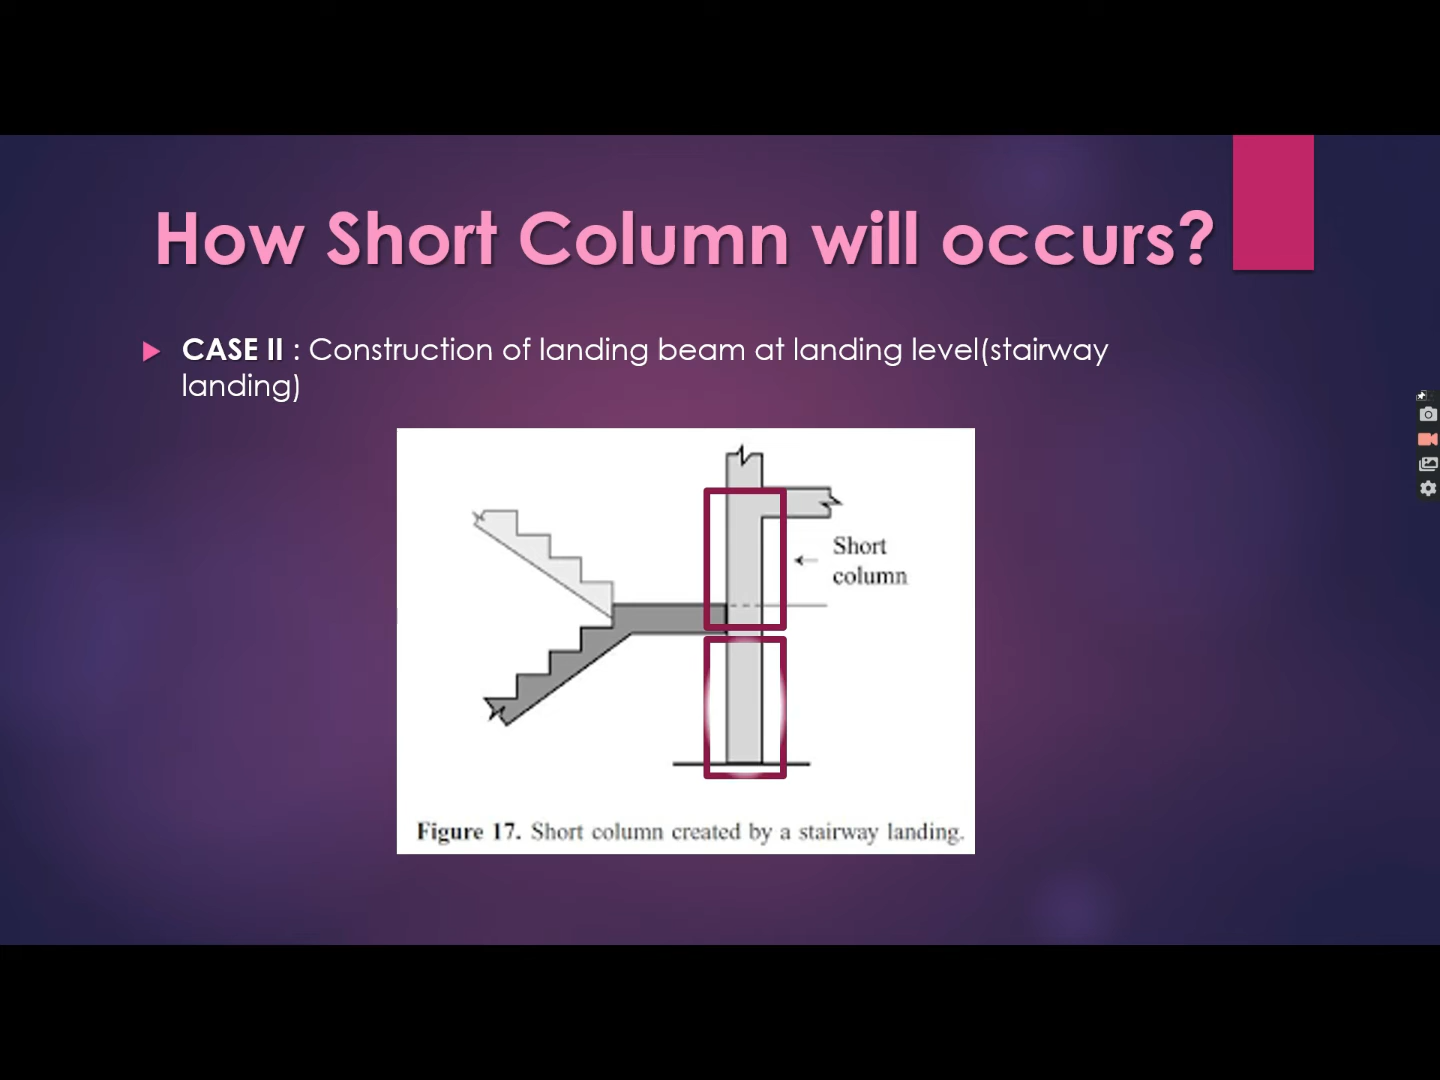 How Short Column will occurs?
CASE II : Construction of landing beam at landing level(stairway
landing)
Short
column
Figure 17. Short column created by a stairway landing.